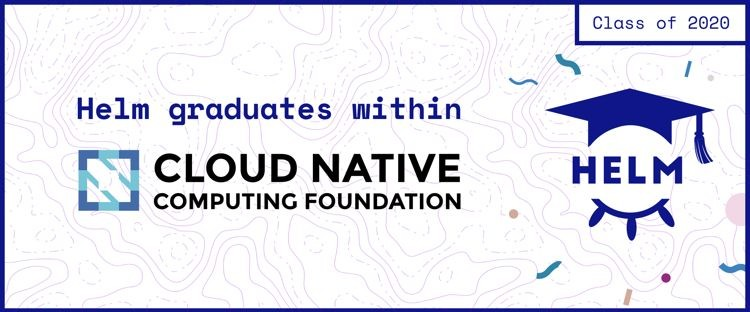 Class of 2020
Helm graduates within
CLOUD NATIVE
COMPUTING FOUNDATION
HELM